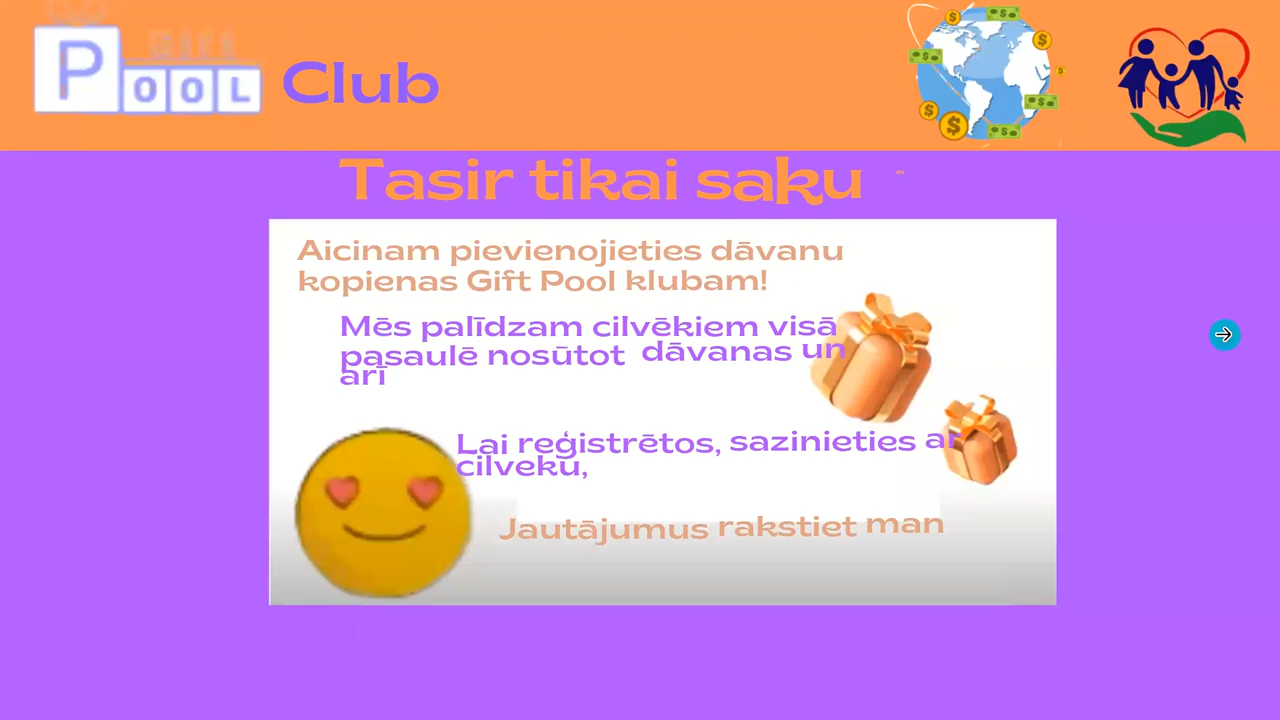 Gift
POOL Club
Tasir tikai saku
Aicinam pievienojieties dāvanu
kopienas Gift Pool klubam!
Mēs palīdzam cilvēkiem visā
pasaulē nosūtot dāvanas un
arī
Lai reģistrētos, sazinieties ar
cilveku,
Jautājumus rakstiet man